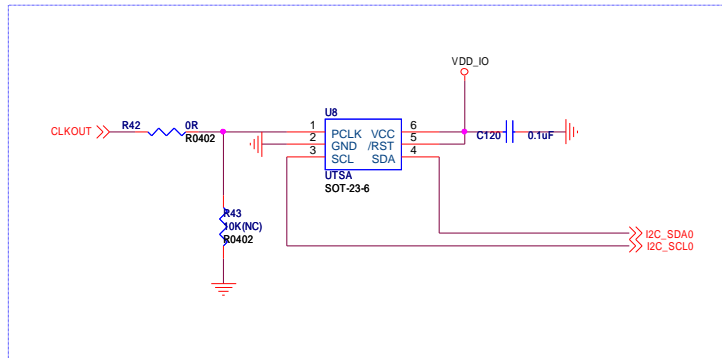 VDD_IO
U8
CLKOUT
R42
0R
R0402
1
PCLK
VCC
6
2
GND
/RST
5
3
SCL
SDA
4
C120
0.1uF
UTSA
SOT-23-6
R43
10K(NC)
R0402
I2C_SDA0
I2C_SCL0